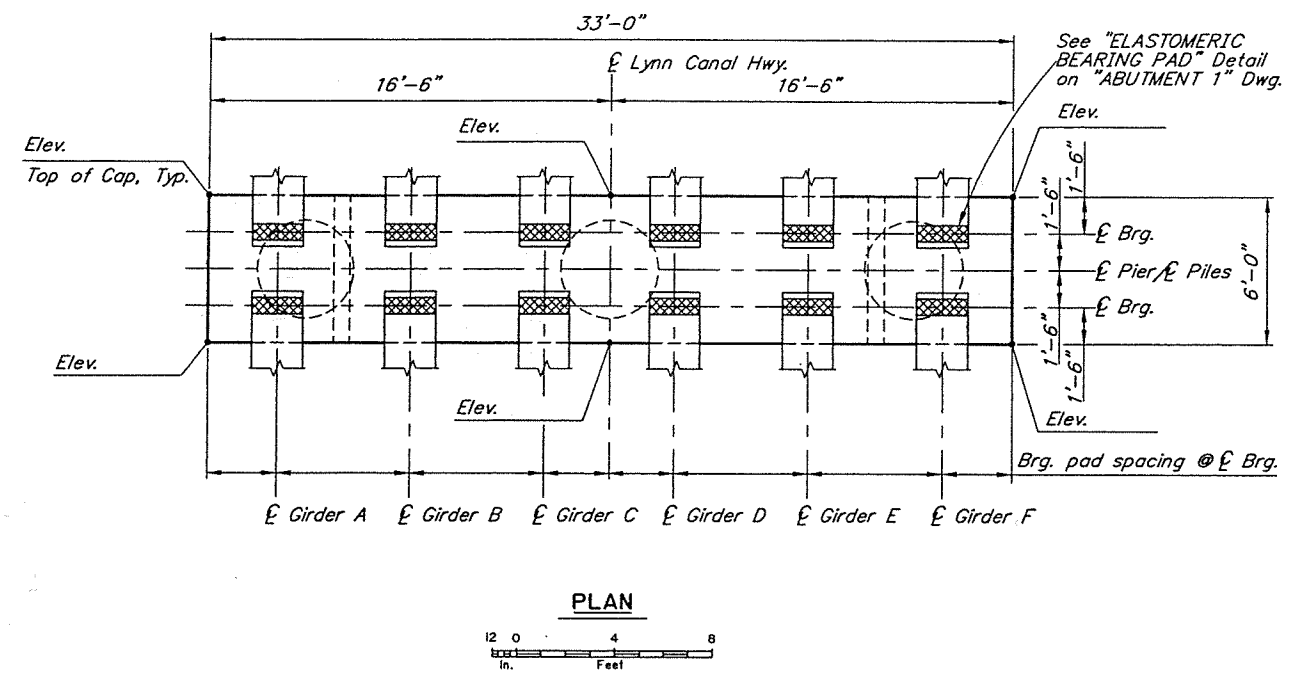 33'-0"
℄ Lynn Canal Hwy.
See "ELASTOMERIC
BEARING PAD" Detail
on "ABUTMENT 1" Dwg.
16'-6"
16'-6"
Elev.
Elev.
Elev.
Top of Cap, Typ.
1'-6"
1'-6"
℄ Brg.
℄ Pier/℄ Piles
6'-0"
℄ Brg.
1'-6"
1'-6"
Elev.
Elev.
Elev.
Brg. pad spacing @ ℄ Brg.
℄ Girder A
℄ Girder B
℄ Girder C
℄ Girder D
℄ Girder E
℄ Girder F
PLAN
12 0 4 8
In. Feet